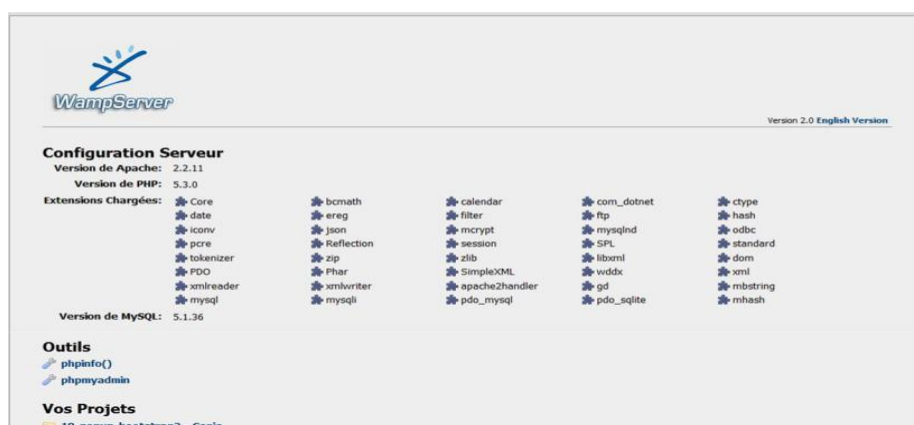 WampServer
Version 2.0 English Version
Configuration Serveur
Version de Apache: 2.2.11
Version de PHP: 5.3.0
Extensions Chargées: Core bcmath calendar com_dotnet ctype
date ereg filter ftp hash
iconv json mcrypt mysqlnd odbc
pcre Reflection session SPL standard
tokenizer zip zlib libxml dom
PDO Phar SimpleXML wddx xml
xmlreader xmlwriter apache2handler gd mbstring
mysql mysqli pdo_mysql pdo_sqlite mhash
Version de MySQL: 5.1.36
Outils
phpinfo()
phpmyadmin
Vos Projets